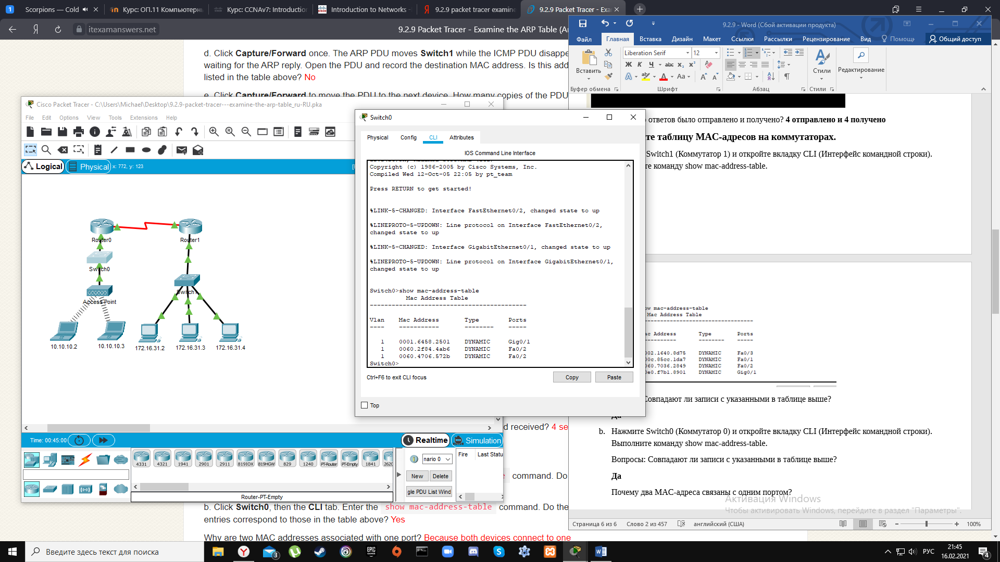 1
Scorpions — Cold
Курс: ОП.11 Компьютерн
Курс: CCNAv7: Introduction
Introduction to Networks -
9.2.9 packet tracer examine
9.2.9 Packet Tracer - Exa
itexamanswers.net
9.2.9 Packet Tracer - Examine the ARP Table (A
d. Click Capture/Forward once. The ARP PDU moves Switch1 while the ICMP PDU disappe
waiting for the ARP reply. Open the PDU and record the destination MAC address. Is this add
listed in the table above? No
e. Click Capture/Forward to move the PDU to the next device. How many copies of the PDU
Cisco Packet Tracer - C:\Users\Michael\Desktop\9.2.9-packet-tracer---examine-the-arp-table_ru-RU.pka
File Edit Options View Tools Extensions Help
Logical
Physical
x: 772, y: 123
Router0
Router1
Switch0
Switch1
Access Point
10.10.10.2
10.10.10.3
172.16.31.2
172.16.31.3
172.16.31.4
Time: 00:45:00
Realtime
Simulation
4331 4321 1941 2901 2911 819IOX 819HGW 829 1240 PT-Router PT-Empty 1841 2620
Router-PT-Empty
nario 0
New
Delete
gle PDU List Wind
Fire
Last Statu
Switch0
Physical
Config
CLI
Attributes
IOS Command Line Interface
Copyright (c) 1986-2005 by Cisco Systems, Inc.
Compiled Wed 12-Oct-05 22:05 by pt_team
Press RETURN to get started!
%LINK-5-CHANGED: Interface FastEthernet0/2, changed state to up
%LINEPROTO-5-UPDOWN: Line protocol on Interface FastEthernet0/2,
changed state to up
%LINK-5-CHANGED: Interface GigabitEthernet0/1, changed state to up
%LINEPROTO-5-UPDOWN: Line protocol on Interface GigabitEthernet0/1,
changed state to up
Switch0>show mac-address-table
Mac Address Table
-------------------------------------------
Vlan Mac Address Type Ports
---- ----------- -------- -----
1 0001.6458.2501 DYNAMIC Gig0/1
1 0060.2f84.4ab6 DYNAMIC Fa0/2
1 0060.4706.572b DYNAMIC Fa0/2
Switch0>
Ctrl+F6 to exit CLI focus
Copy
Paste
Top
d received? 4 se
command. Do
b. Click Switch0, then the CLI tab. Enter the show mac-address-table command. Do the
entries correspond to those in the table above? Yes
Why are two MAC addresses associated with one port? Because both devices connect to one
9.2.9 - Word (Сбой активации продукта)
Файл Главная Вставка Дизайн Макет Ссылки Рассылки Рецензирование Вид Помощн Общий доступ
Вставить
Liberation Serif
12
Ж К Ч abc x₂ x²
Стили
Редактирование
Буфер обмена
Шрифт
Абзац
Стили
о ответов было отправлено и получено? 4 отправлено и 4 получено
те таблицу MAC-адресов на коммутаторах.
Switch1 (Коммутатор 1) и откройте вкладку CLI (Интерфейс командной строки).
те команду show mac-address-table.
ow mac-address-table
Mac Address Table
ac Address Type Ports
002.1640.8d75 DYNAMIC Fa0/3
00c.85cc.1da7 DYNAMIC Fa0/1
060.7036.2849 DYNAMIC Fa0/2
0e0.f7b1.8901 DYNAMIC Gig0/1
Совпадают ли записи с указанными в таблице выше?
Да
b. Нажмите Switch0 (Коммутатор 0) и откройте вкладку CLI (Интерфейс командной строки).
Выполните команду show mac-address-table.
Вопросы: Совпадают ли записи с указанными в таблице выше?
Да
Почему два MAC-адреса связаны с одним портом?
Активация Windows
Чтобы активировать Windows, перейдите в раздел "Параметры".
Страница 6 из 6
Слово 2 из 457
английский (США)
100%
Введите здесь текст для поиска
3
EPIC GAMES
РУС
21:45
16.02.2021
4